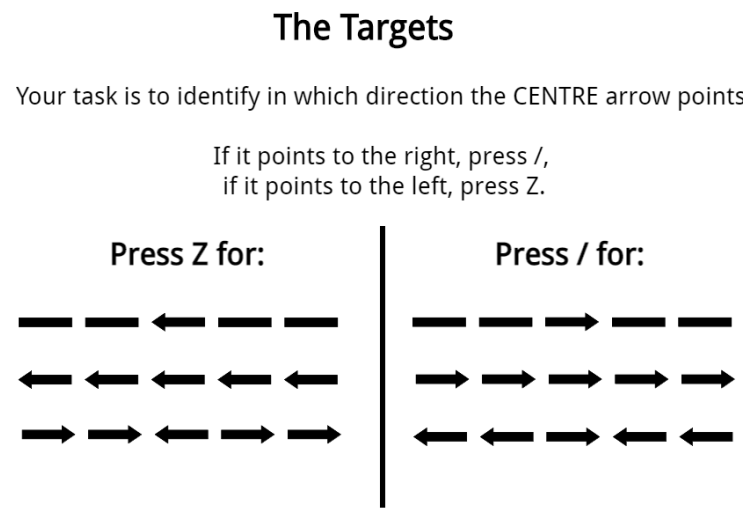 The Targets
Your task is to identify in which direction the CENTRE arrow points
If it points to the right, press /,
if it points to the left, press Z.
Press Z for:
Press / for: